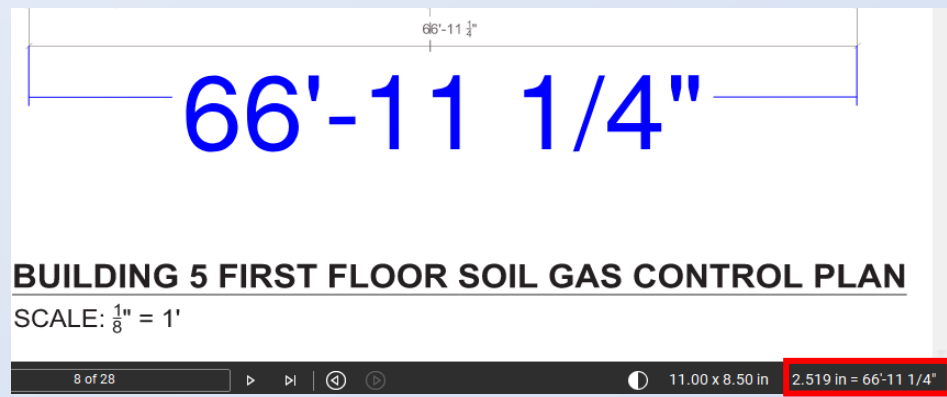 66'-11 1/4"
66'-11 1/4"
BUILDING 5 FIRST FLOOR SOIL GAS CONTROL PLAN
SCALE: 1/8" = 1'
8 of 28 11.00 x 8.50 in 2.519 in = 66'-11 1/4"